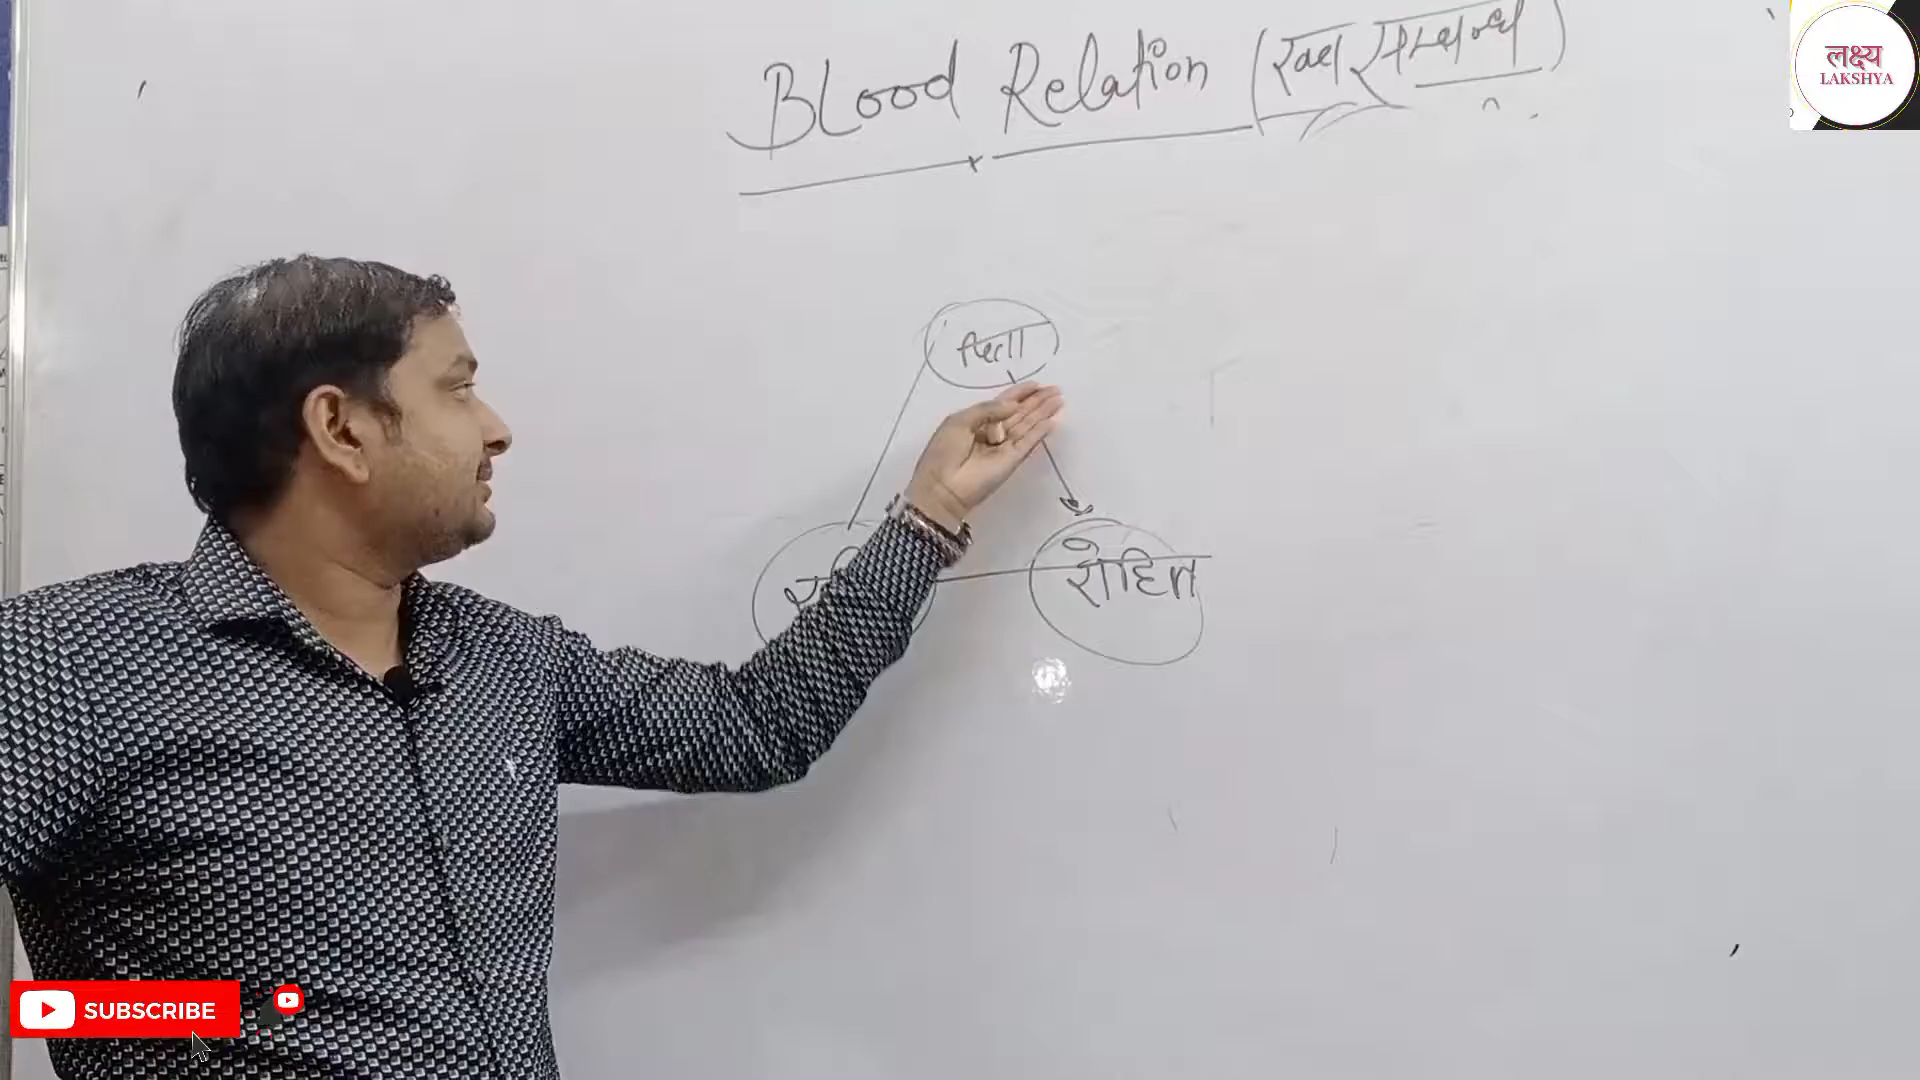 Blood Relation (रक्त सम्बन्ध)
लक्ष्य
LAKSHYA
पिता
रोहित
SUBSCRIBE